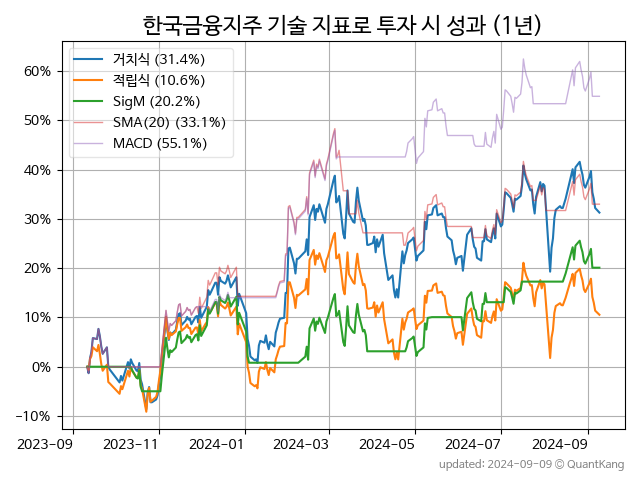 한국금융지주 기술 지표로 투자 시 성과 (1년)
거치식 (31.4%)
적립식 (10.6%)
SigM (20.2%)
SMA(20) (33.1%)
MACD (55.1%)
60%
50%
40%
30%
20%
10%
0%
−10%
2023-09 2023-11 2024-01 2024-03 2024-05 2024-07 2024-09
updated: 2024-09-09 © QuantKang